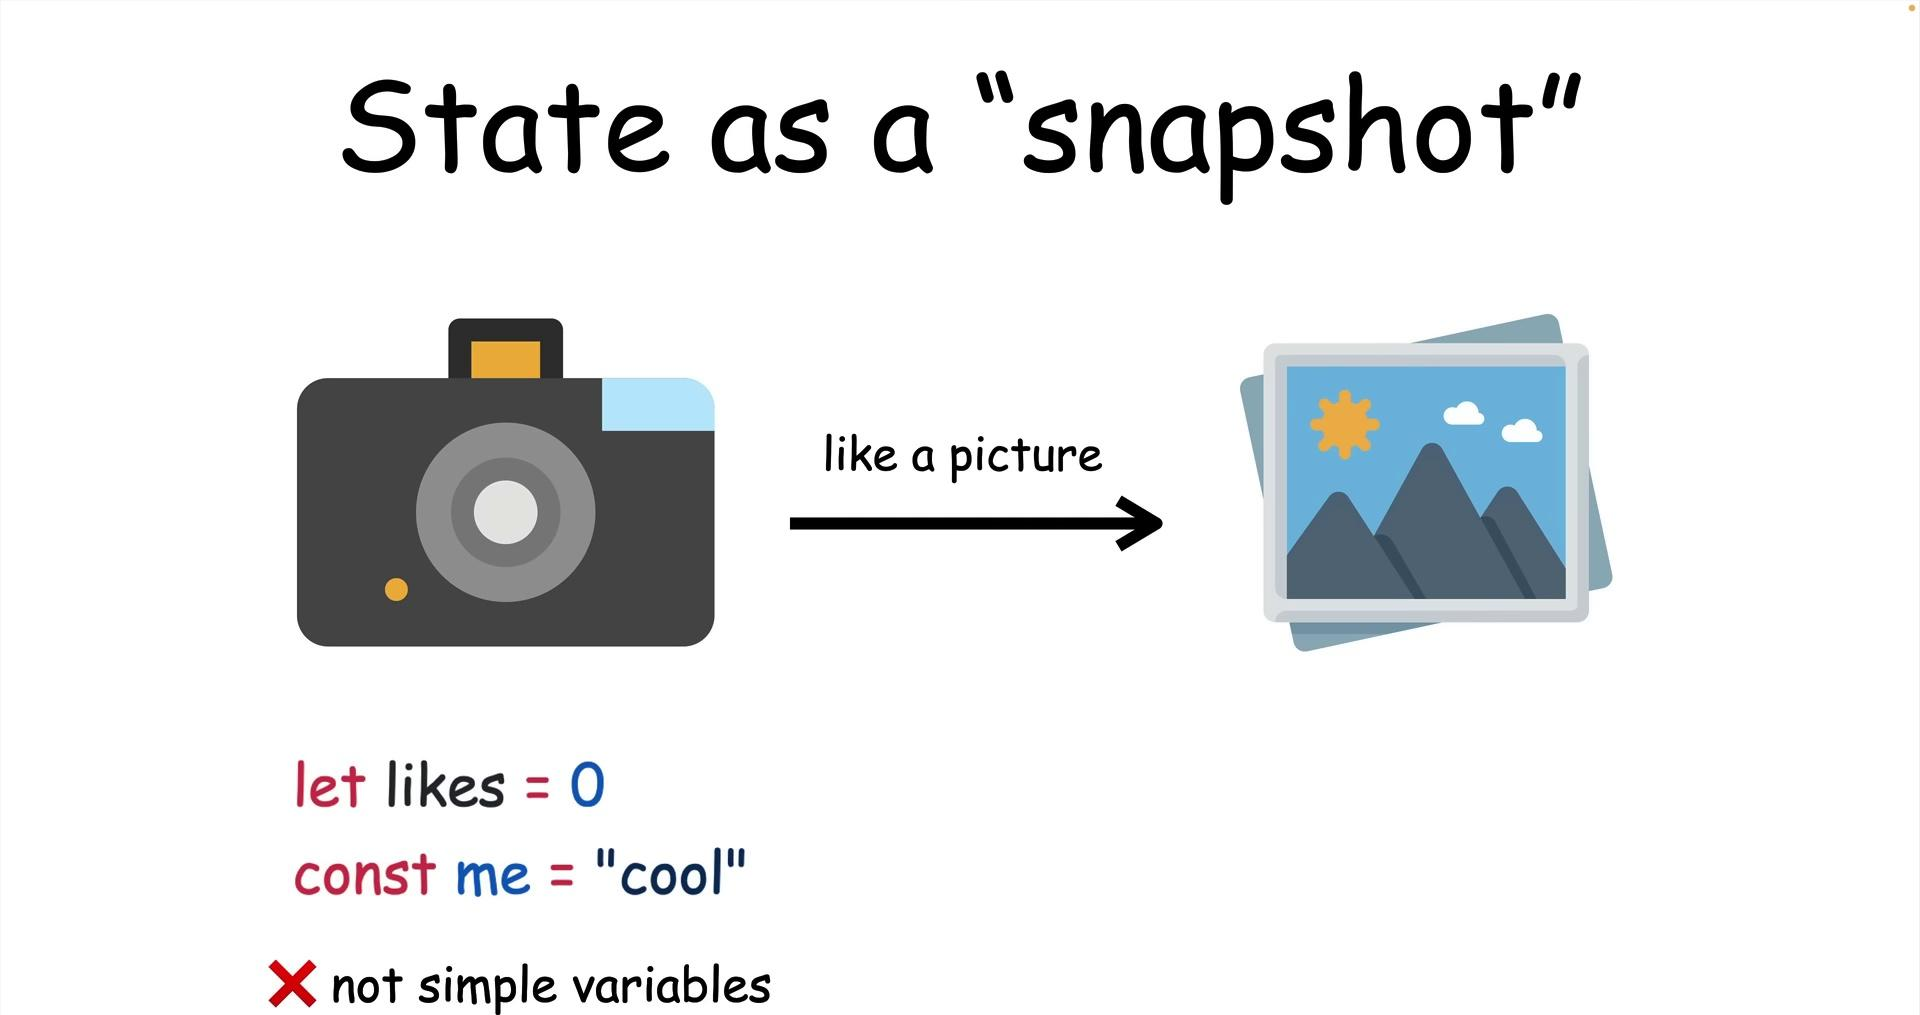 State as a “snapshot”
like a picture
let likes = 0
const me = "cool"
❌ not simple variables